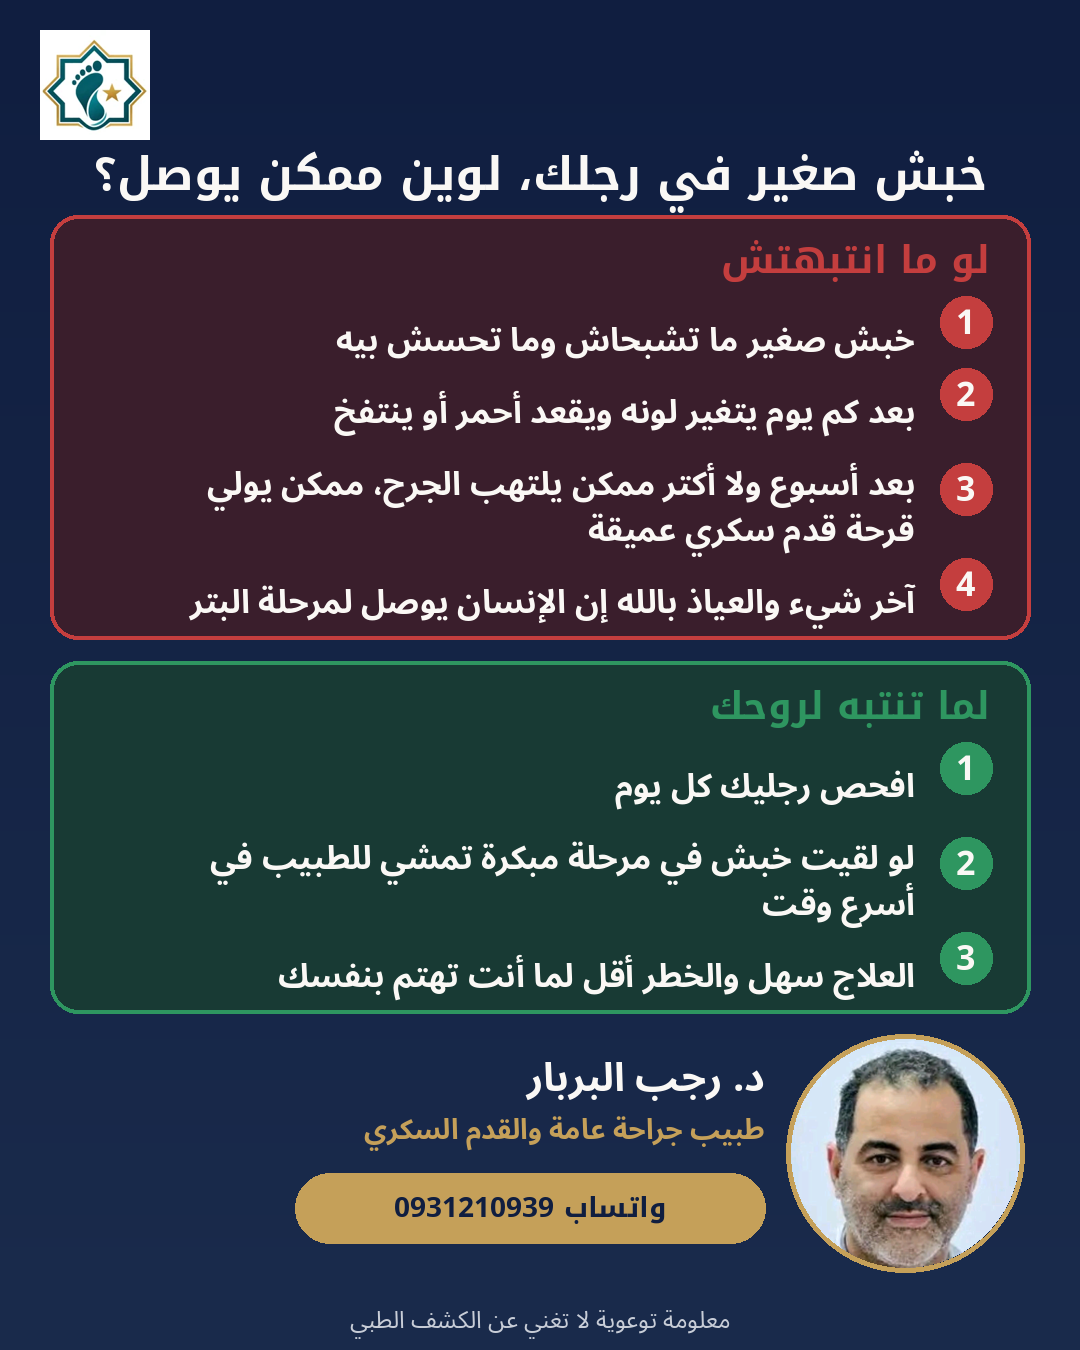 خبش صغير في رجلك، لوين ممكن يوصل؟
لو ما انتبهتش
1 خبش صغير ما تشبحاش وما تحسش بيه
2 بعد كم يوم يتغير لونه ويقعد أحمر أو ينتفخ
3 بعد أسبوع ولا أكتر ممكن يلتهب الجرح، ممكن يولي
قرحة قدم سكري عميقة
4 آخر شيء والعياذ بالله إن الإنسان يوصل لمرحلة البتر
لما تنتبه لروحك
1 افحص رجليك كل يوم
2 لو لقيت خبش في مرحلة مبكرة تمشي للطبيب في
أسرع وقت
3 العلاج سهل والخطر أقل لما أنت تهتم بنفسك
د. رجب البربار
طبيب جراحة عامة والقدم السكري
واتساب 0931210939
معلومة توعوية لا تغني عن الكشف الطبي